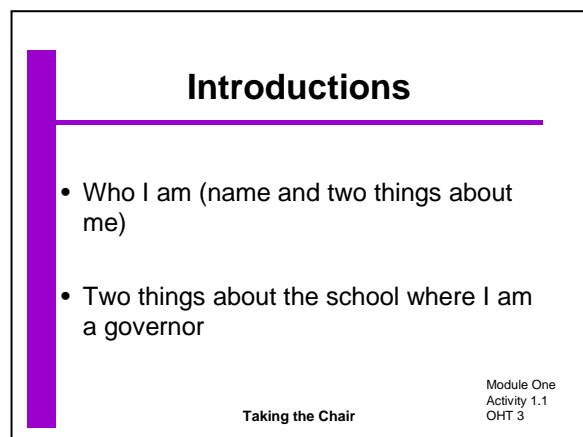 Introductions
• Who I am (name and two things about
me)
• Two things about the school where I am
a governor
Taking the Chair
Module One
Activity 1.1
OHT 3